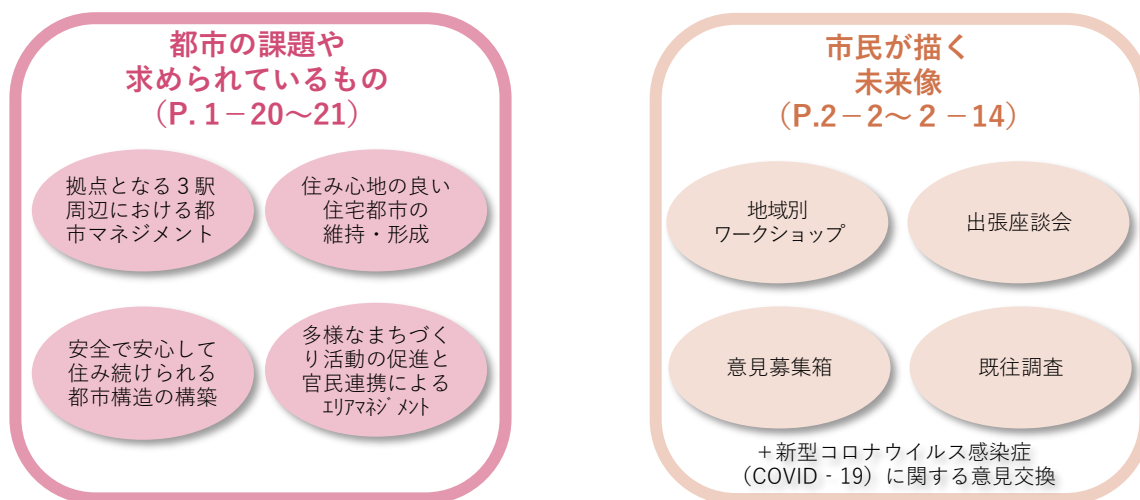 都市の課題や
求められているもの
（P. 1－20～21）
拠点となる３駅
周辺における都
市マネジメント
住み心地の良い
住宅都市の
維持・形成
安全で安心して
住み続けられる
都市構造の構築
多様なまちづく
り活動の促進と
官民連携による
ｴﾘｱﾏﾈｼﾞﾒﾝﾄ
市民が描く
未来像
（P.2－2～２－14）
地域別
ワークショップ
出張座談会
意見募集箱
既往調査
＋新型コロナウイルス感染症
（COVID‐19）に関する意見交換